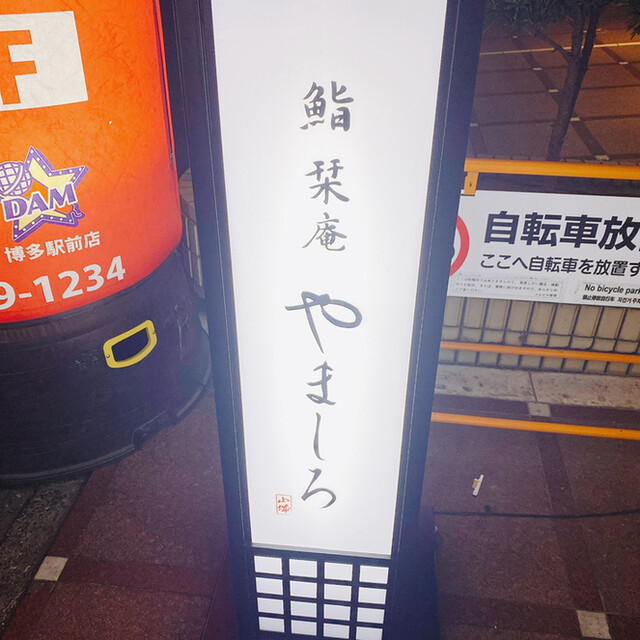 F
DAM
博多駅前店
9-1234
鮨 栞庵 やましろ
自転車放
ここへ自転車を放置す
No bicycle park